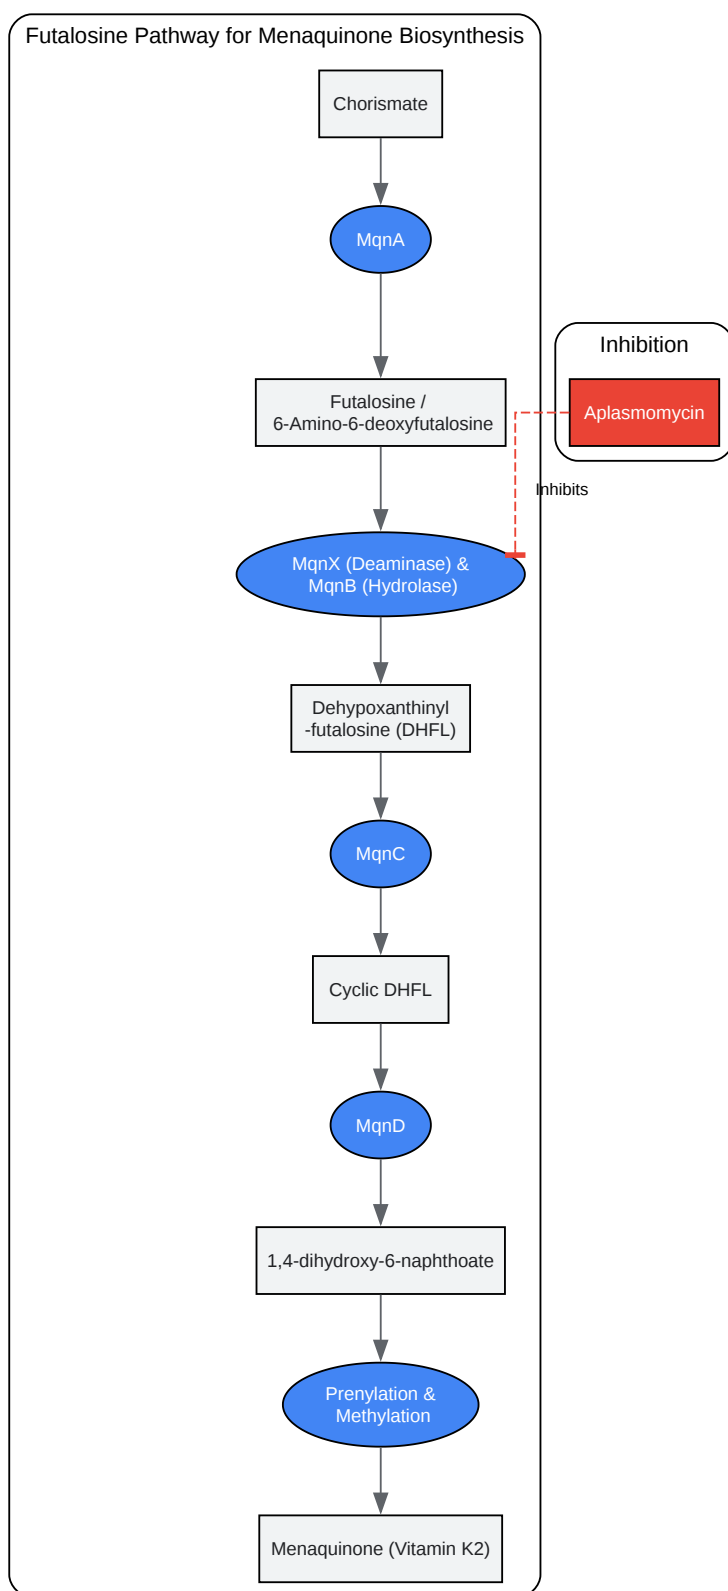 Futalosine Pathway for Menaquinone Biosynthesis
Chorismate
MqnA
Inhibition
Futalosine /
6-Amino-6-deoxyfutalosine
Aplasmomycin
Inhibits
MqnX (Deaminase) &
MqnB (Hydrolase)
Dehypoxanthinyl
-futalosine (DHFL)
MqnC
Cyclic DHFL
MqnD
1,4-dihydroxy-6-naphthoate
Prenylation &
Methylation
Menaquinone (Vitamin K2)